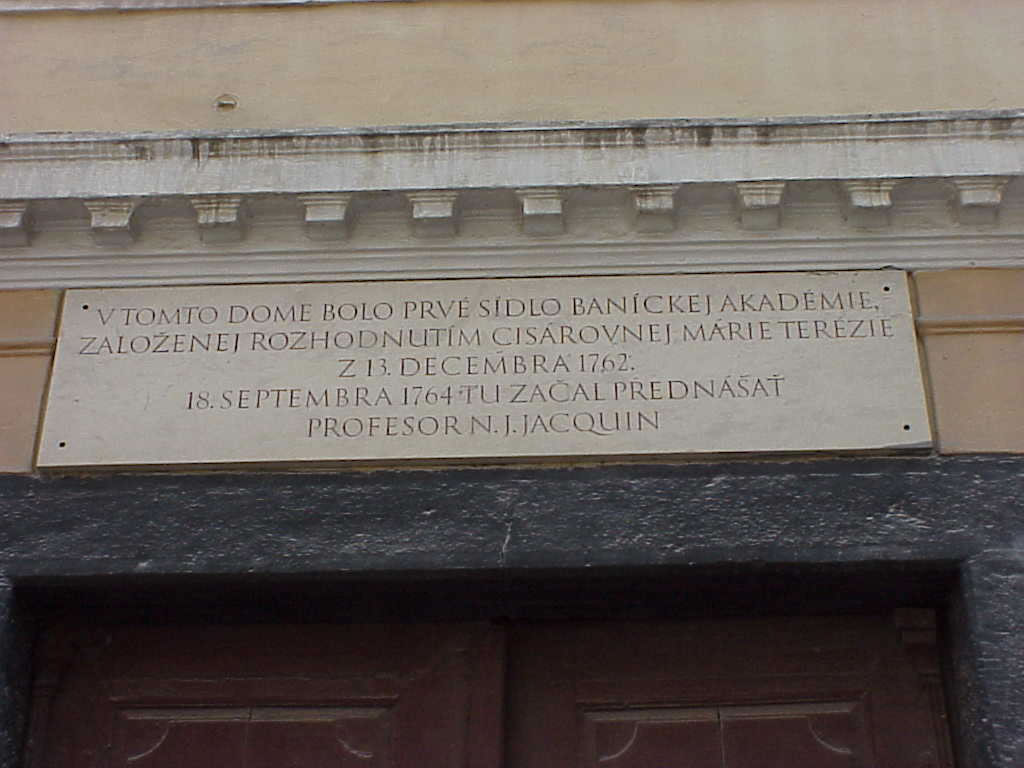 V TOMTO DOME BOLO PRVÉ SÍDLO BANÍCKEJ AKADÉMIE,
ZALOŽENEJ ROZHODNUTÍM CISÁROVNEJ MÁRIE TERÉZIE
Z 13. DECEMBRA 1762.
18. SEPTEMBRA 1764 TU ZAČAL PREDNÁŠAŤ
PROFESOR N. J. JACQUIN